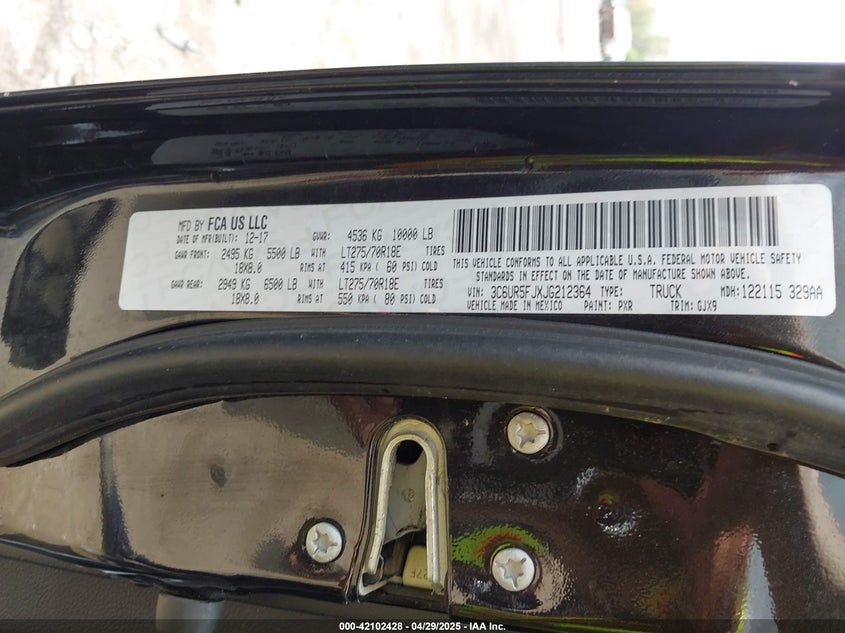 MFD BY FCA US LLC
DATE OF MFR(BUILT): 12-17 GVWR: 4536 KG 10000 LB
GAWR FRONT: 2495 KG 5500 LB WITH LT275/70R18E TIRES
18X8.0 RIMS AT 415 KPA ( 60 PSI) COLD
GAWR REAR: 2949 KG 6500 LB WITH LT275/70R18E TIRES
18X8.0 RIMS AT 550 KPA ( 80 PSI) COLD
THIS VEHICLE CONFORMS TO ALL APPLICABLE U.S.A. FEDERAL MOTOR VEHICLE SAFETY
STANDARDS IN EFFECT ON THE DATE OF MANUFACTURE SHOWN ABOVE.
VIN: 3C6UR5FJXJG212364 TYPE: TRUCK MDH: 122115 329AA
VEHICLE MADE IN MEXICO PAINT: PXR TRIM: GJX9
000-42102428 - 04/29/2025 - IAA Inc.